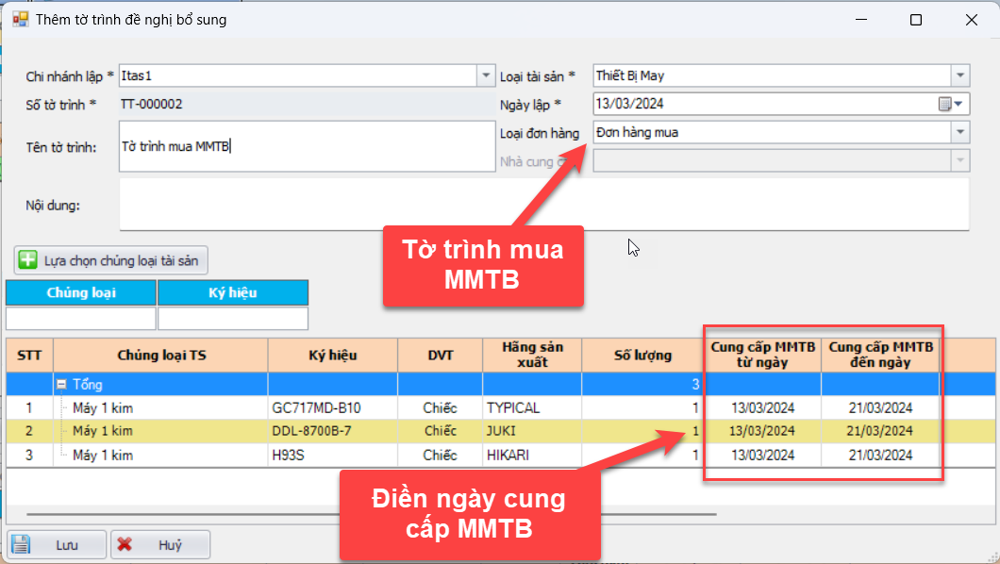 Thêm tờ trình đề nghị bổ sung
Chi nhánh lập * Itas1 Loại tài sản * Thiết Bị May
Số tờ trình * TT-000002 Ngày lập * 13/03/2024
Loại đơn hàng Đơn hàng mua
Tên tờ trình: Tờ trình mua MMTB
Nhà cung
Nội dung:
Tờ trình mua
MMTB
Lựa chọn chủng loại tài sản
Chủng loại Ký hiệu
STT Chủng loại TS Ký hiệu DVT Hãng sản xuất Số lượng Cung cấp MMTB từ ngày Cung cấp MMTB đến ngày
Tổng 3
1 Máy 1 kim GC717MD-B10 Chiếc TYPICAL 1 13/03/2024 21/03/2024
2 Máy 1 kim DDL-8700B-7 Chiếc JUKI 1 13/03/2024 21/03/2024
3 Máy 1 kim H93S Chiếc HIKARI 1 13/03/2024 21/03/2024
Điền ngày cung
cấp MMTB
Lưu Huỷ